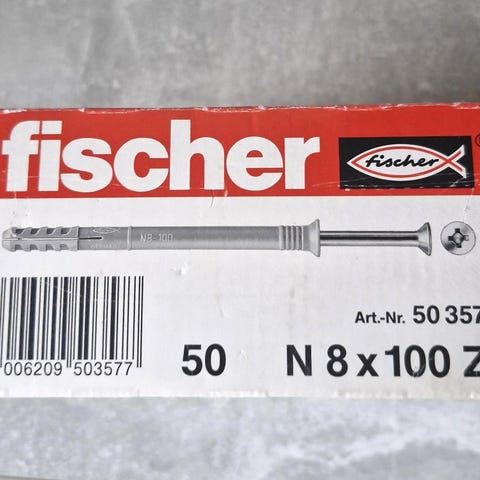 fischer
fischer
N8-100
Art.-Nr. 50 357
006209 503577
50
N 8 x 100 Z